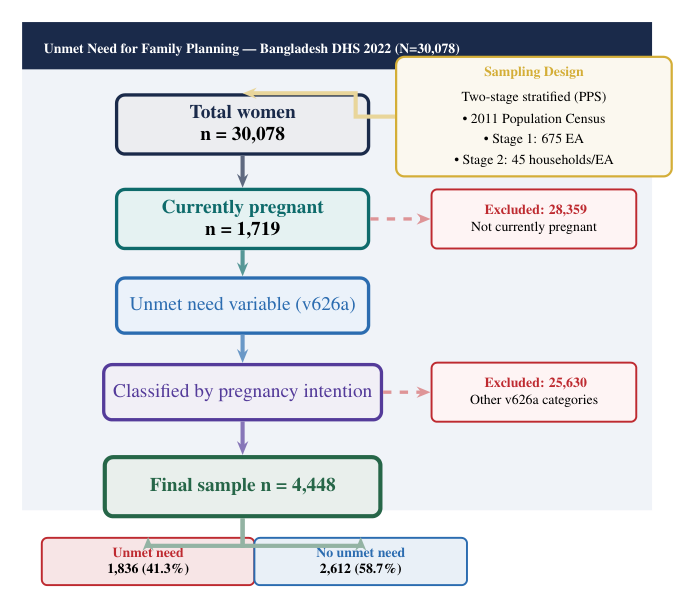 Unmet Need for Family Planning — Bangladesh DHS 2022 (N=30,078)
Sampling Design
Two-stage stratified (PPS)
• 2011 Population Census
• Stage 1: 675 EA
• Stage 2: 45 households/EA
Total women
n = 30,078
Currently pregnant
n = 1,719
Excluded: 28,359
Not currently pregnant
Unmet need variable (v626a)
Classified by pregnancy intention
Excluded: 25,630
Other v626a categories
Final sample n = 4,448
Unmet need
1,836 (41.3%)
No unmet need
2,612 (58.7%)